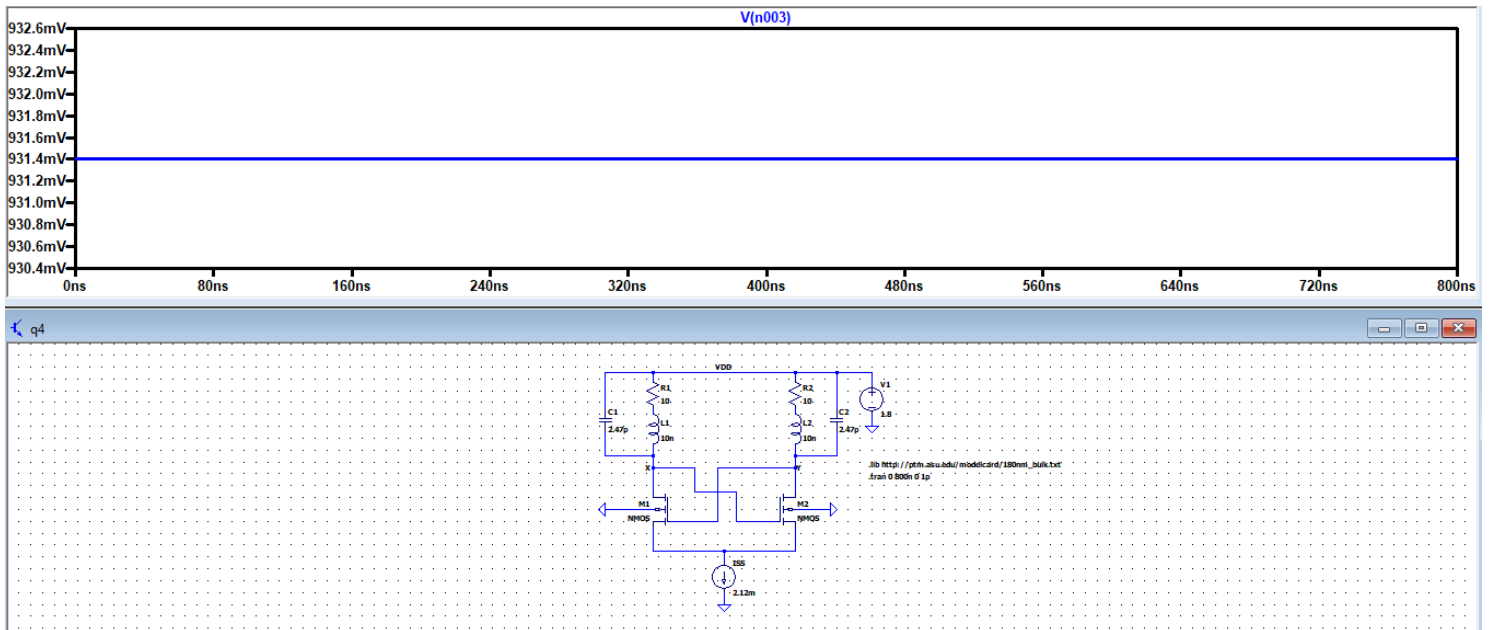 V(n003)
932.6mV
932.4mV
932.2mV
932.0mV
931.8mV
931.6mV
931.4mV
931.2mV
931.0mV
930.8mV
930.6mV
930.4mV
0ns 80ns 160ns 240ns 320ns 400ns 480ns 560ns 640ns 720ns 800ns
q4
VDD
R1
10
R2
10
V1
1.8
C1
2.47p
L1
10n
L2
10n
C2
2.47p
X
Y
.lib http://ptm.asu.edu/modelcard/180nm_bulk.txt
.tran 0 800n 0 1p
M1
NMOS
M2
NMOS
ISS
2.12m